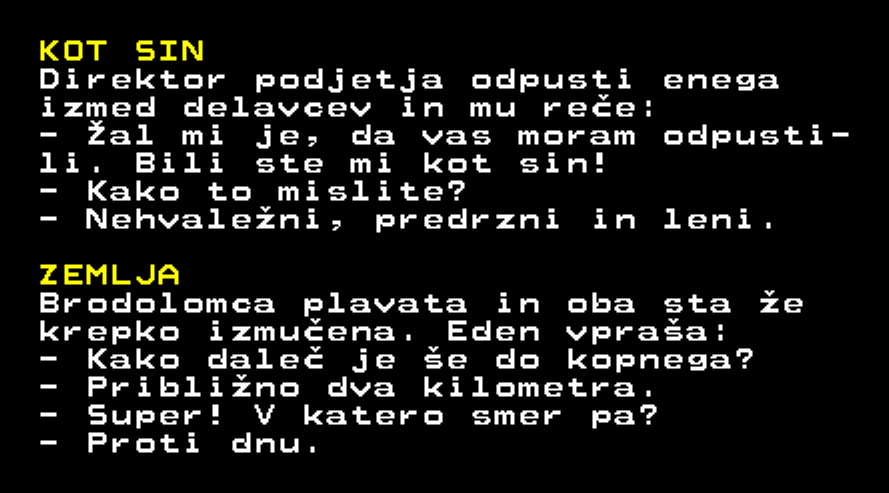 KOT SIN
Direktor podjetja odpusti enega
izmed delavcev in mu reče:
- Žal mi je, da vas moram odpusti-
li. Bili ste mi kot sin!
- Kako to mislite?
- Nehvaležni, predrzni in leni.
ZEMLJA
Brodolomca plavata in oba sta že
krepko izmučena. Eden vpraša:
- Kako daleč je še do kopnega?
- Približno dva kilometra.
- Super! V katero smer pa?
- Proti dnu.